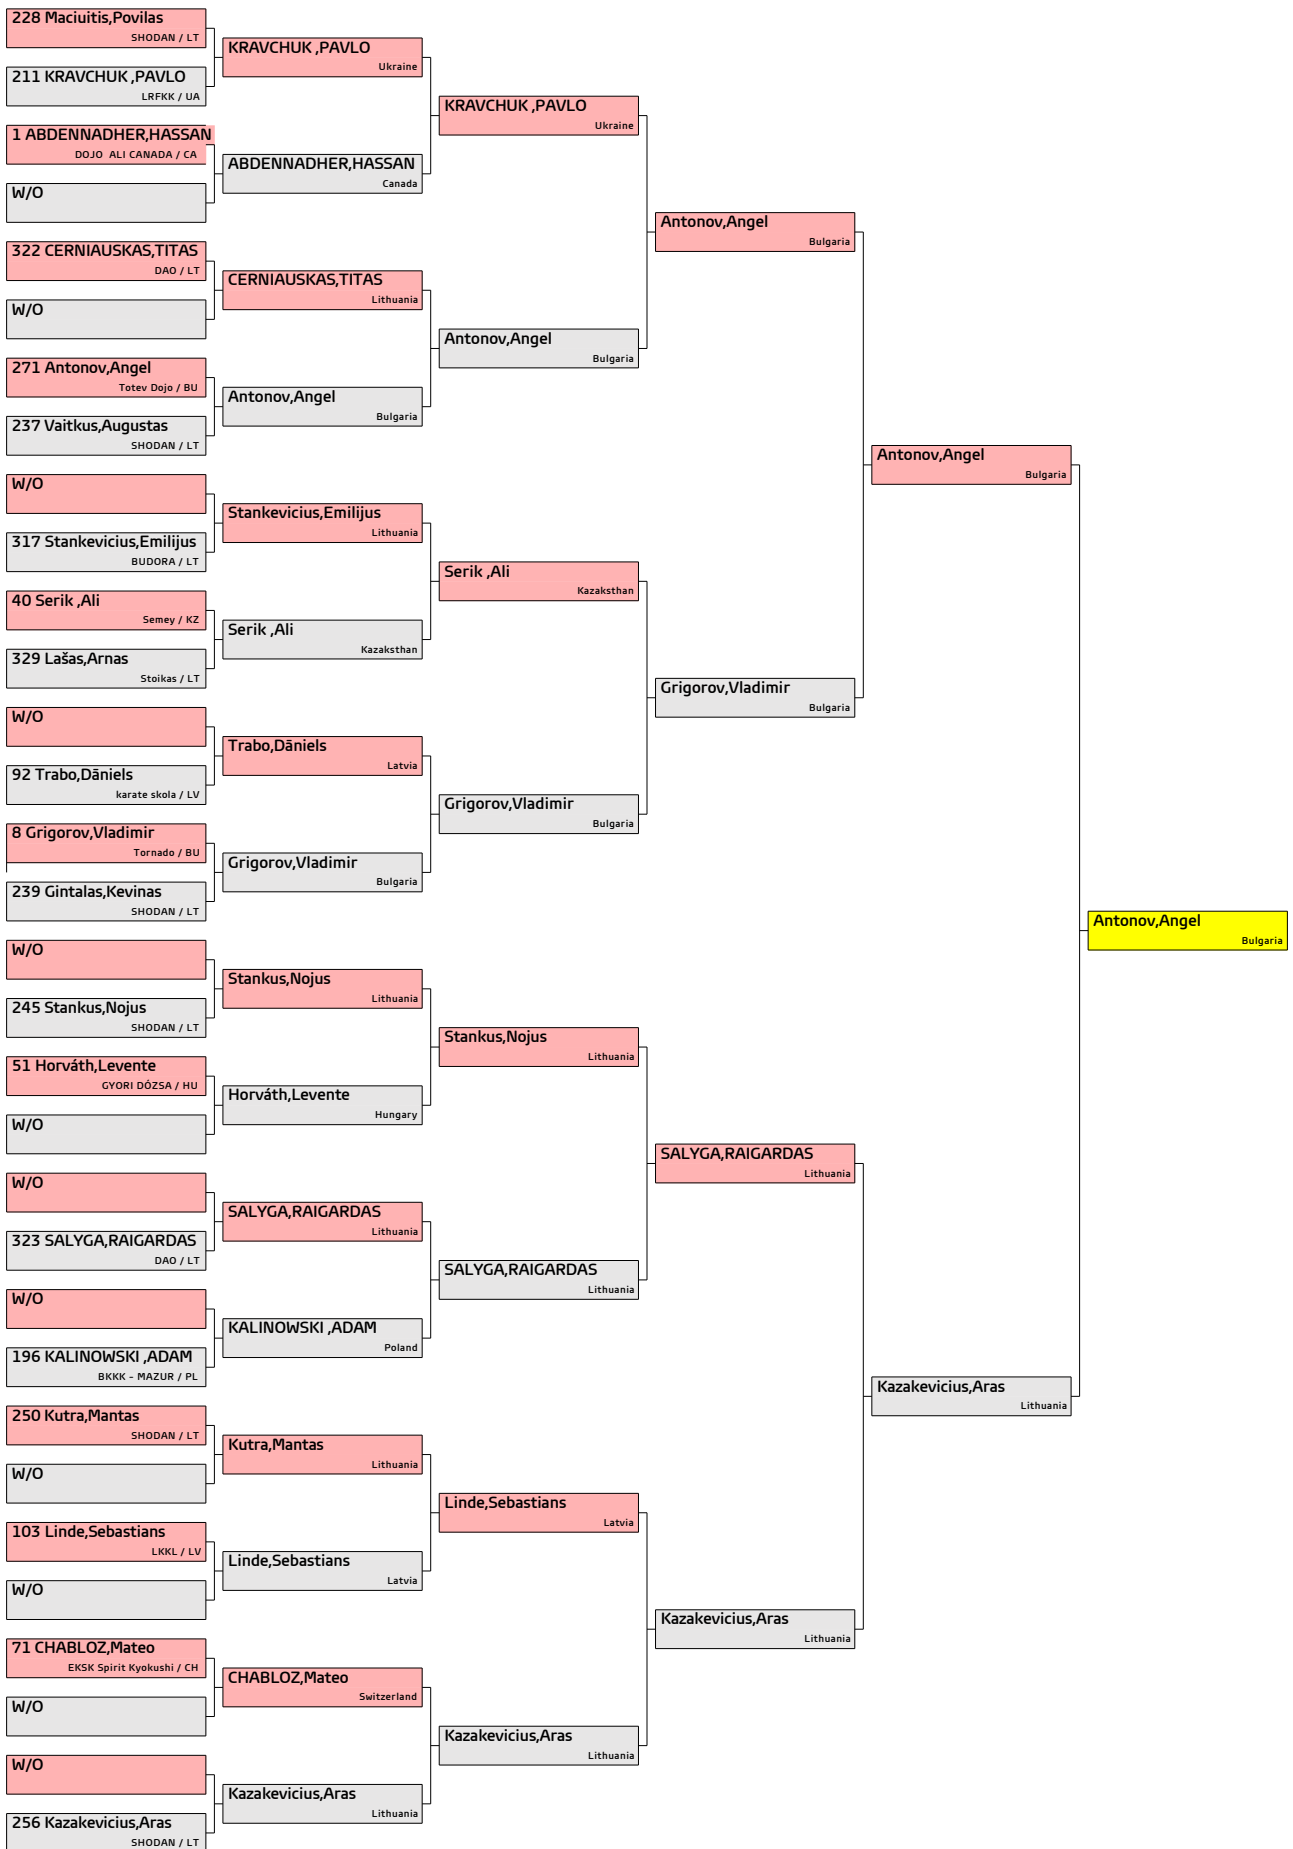 228 Maciuitis,Povilas
SHODAN / LT
211 KRAVCHUK ,PAVLO
LRFKK / UA
1 ABDENNADHER,HASSAN
DOJO  ALI CANADA / CA
W/O
322 CERNIAUSKAS,TITAS
DAO / LT
W/O
271 Antonov,Angel
Totev Dojo / BU
237 Vaitkus,Augustas
SHODAN / LT
W/O
317 Stankevicius,Emilijus
BUDORA / LT
40 Serik ,Ali
Semey / KZ
329 Lašas,Arnas
Stoikas / LT
W/O
92 Trabo,Dāniels
karate skola / LV
8 Grigorov,Vladimir
Tornado / BU
239 Gintalas,Kevinas
SHODAN / LT
W/O
245 Stankus,Nojus
SHODAN / LT
51 Horváth,Levente
GYORI DÓZSA / HU
W/O
W/O
323 SALYGA,RAIGARDAS
DAO / LT
W/O
196 KALINOWSKI ,ADAM
BKKK - MAZUR / PL
250 Kutra,Mantas
SHODAN / LT
W/O
103 Linde,Sebastians
LKKL / LV
W/O
71 CHABLOZ,Mateo
EKSK Spirit Kyokushi / CH
W/O
W/O
256 Kazakevicius,Aras
SHODAN / LT
KRAVCHUK ,PAVLO
Ukraine
ABDENNADHER,HASSAN
Canada
CERNIAUSKAS,TITAS
Lithuania
Antonov,Angel
Bulgaria
Stankevicius,Emilijus
Lithuania
Serik ,Ali
Kazaksthan
Trabo,Dāniels
Latvia
Grigorov,Vladimir
Bulgaria
Stankus,Nojus
Lithuania
Horváth,Levente
Hungary
SALYGA,RAIGARDAS
Lithuania
KALINOWSKI ,ADAM
Poland
Kutra,Mantas
Lithuania
Linde,Sebastians
Latvia
CHABLOZ,Mateo
Switzerland
Kazakevicius,Aras
Lithuania
KRAVCHUK ,PAVLO
Ukraine
Antonov,Angel
Bulgaria
Serik ,Ali
Kazaksthan
Grigorov,Vladimir
Bulgaria
Stankus,Nojus
Lithuania
SALYGA,RAIGARDAS
Lithuania
Linde,Sebastians
Latvia
Kazakevicius,Aras
Lithuania
Antonov,Angel
Bulgaria
Grigorov,Vladimir
Bulgaria
SALYGA,RAIGARDAS
Lithuania
Kazakevicius,Aras
Lithuania
Antonov,Angel
Bulgaria
Kazakevicius,Aras
Lithuania
Antonov,Angel
Bulgaria